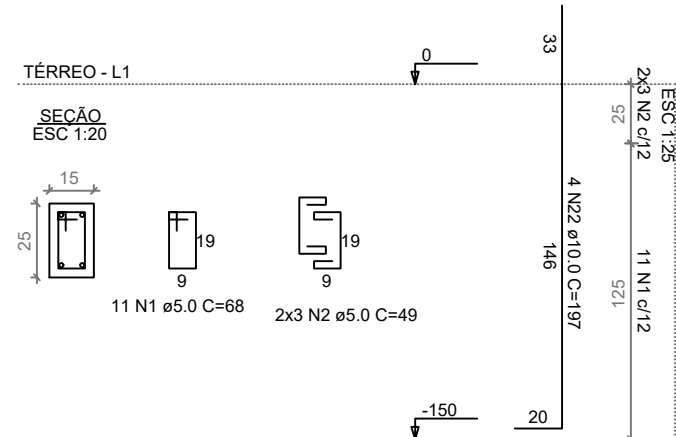 TÉRREO - L1
0
33
SEÇÃO
ESC 1:20
15
25
19
9
11 N1 ø5.0 C=68
19
9
2x3 N2 ø5.0 C=49
146
4 N22 ø10.0 C=197
20
-150
25
2x3 N2 c/12
ESC 1:25
125
11 N1 c/12